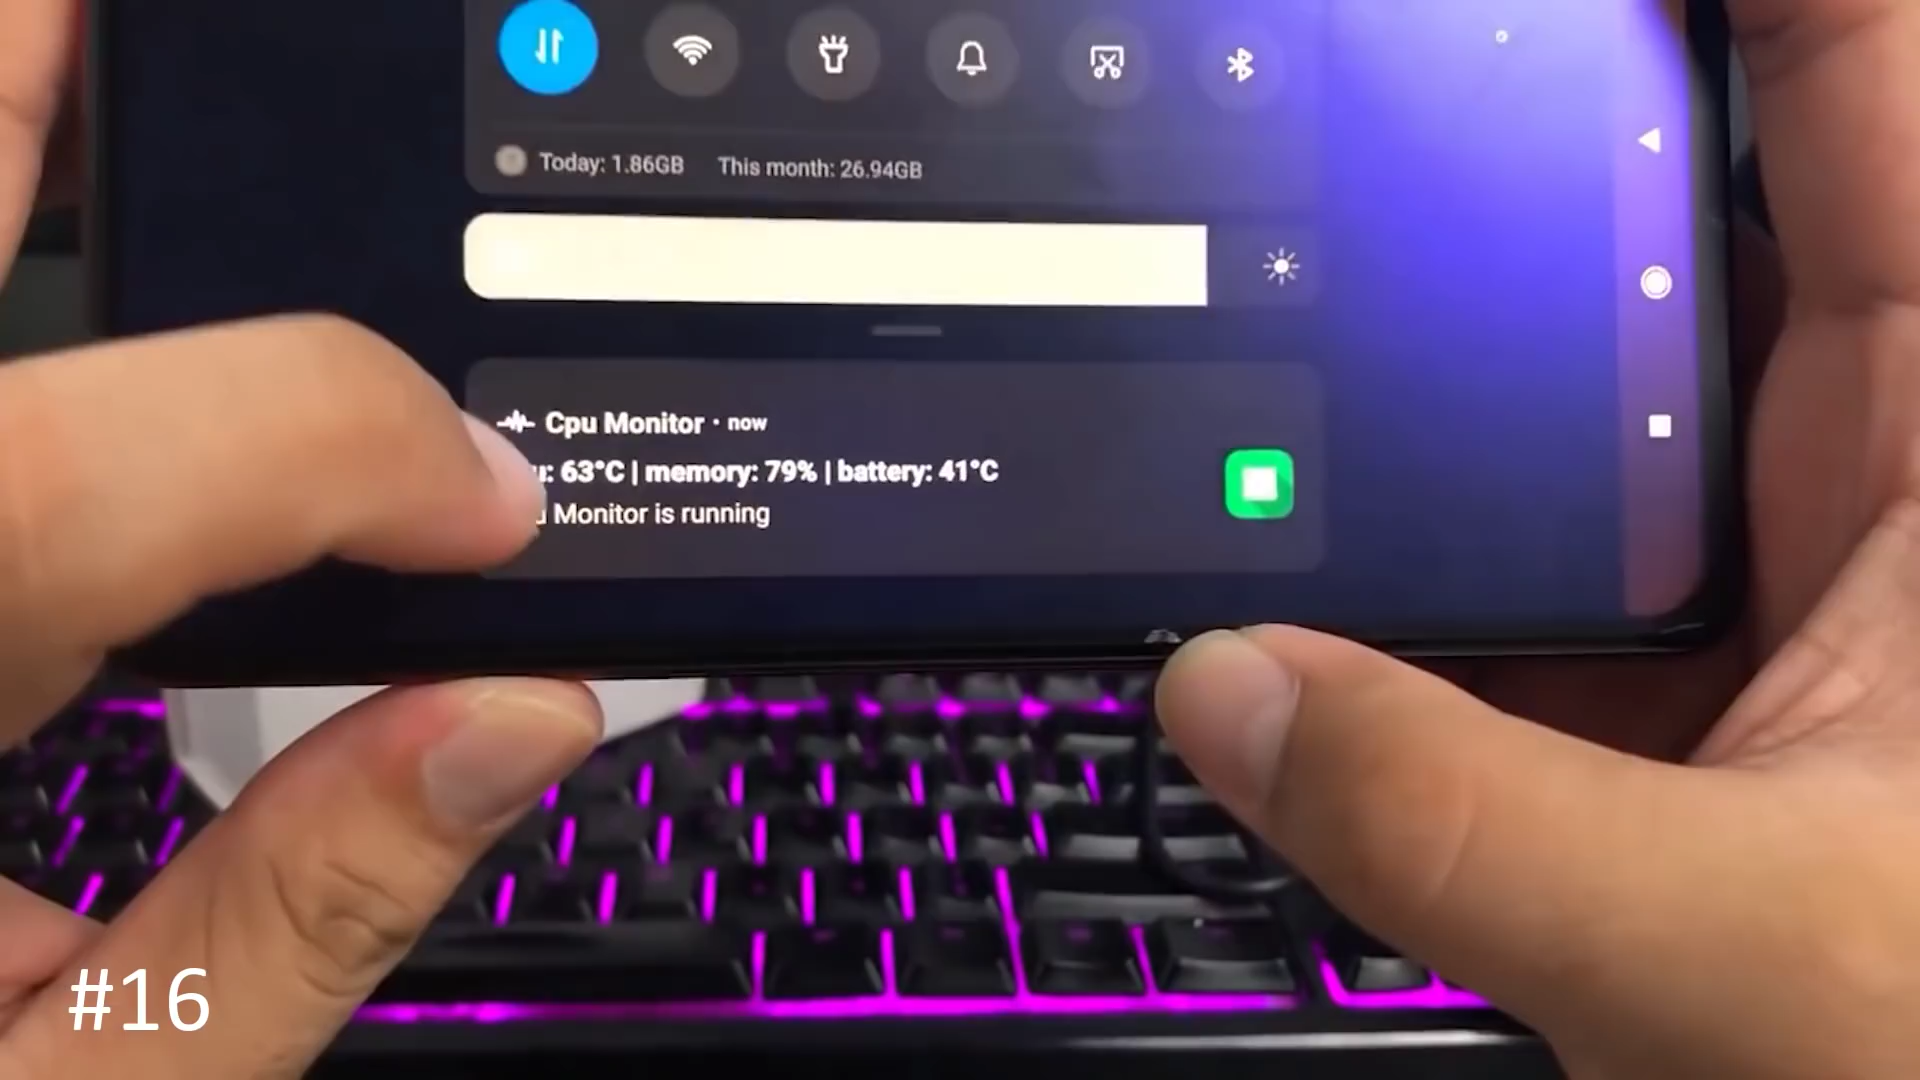 Today: 1.86GB This month: 26.94GB
Cpu Monitor • now
63°C | memory: 79% | battery: 41°C
Monitor is running
#16